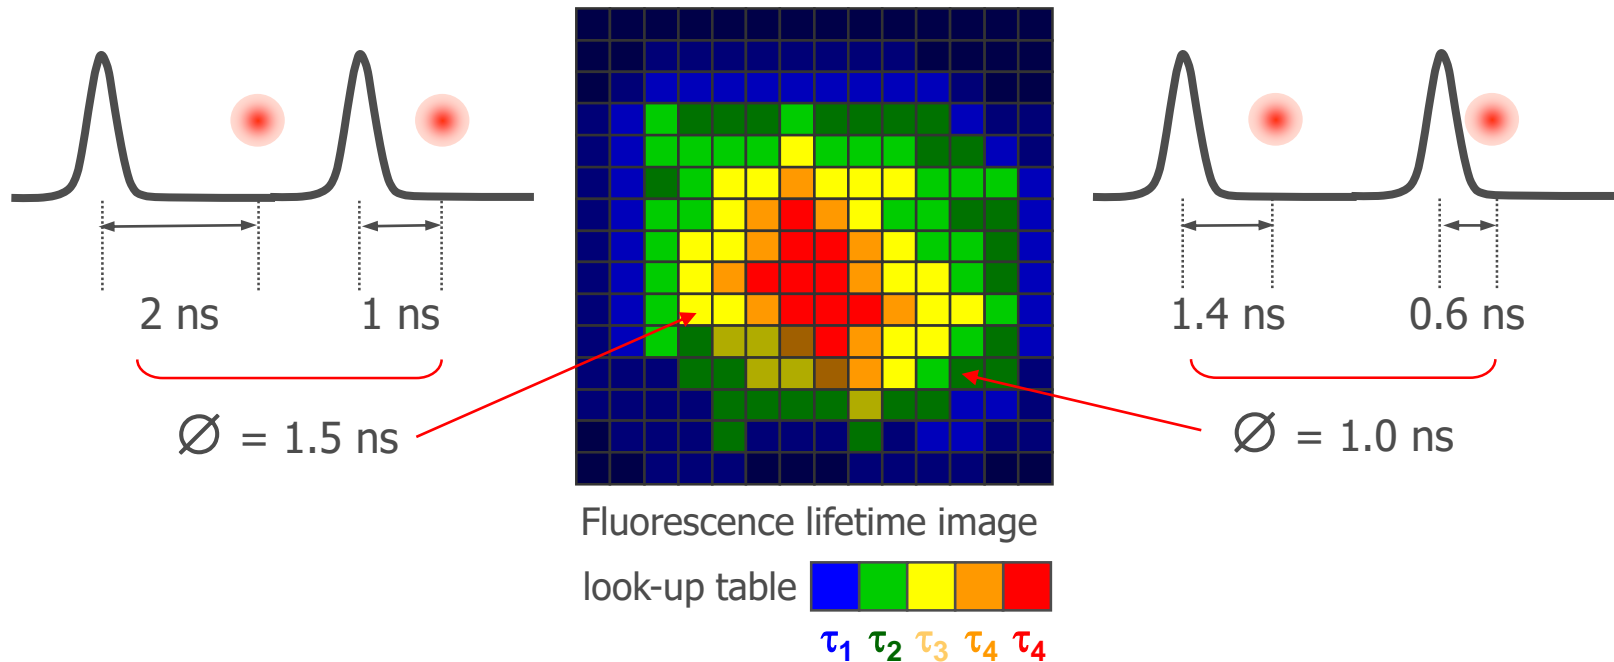 2 ns
1 ns
1.4 ns
0.6 ns
∅ = 1.5 ns
∅ = 1.0 ns
Fluorescence lifetime image
look-up table
τ1 τ2 τ3 τ4 τ4